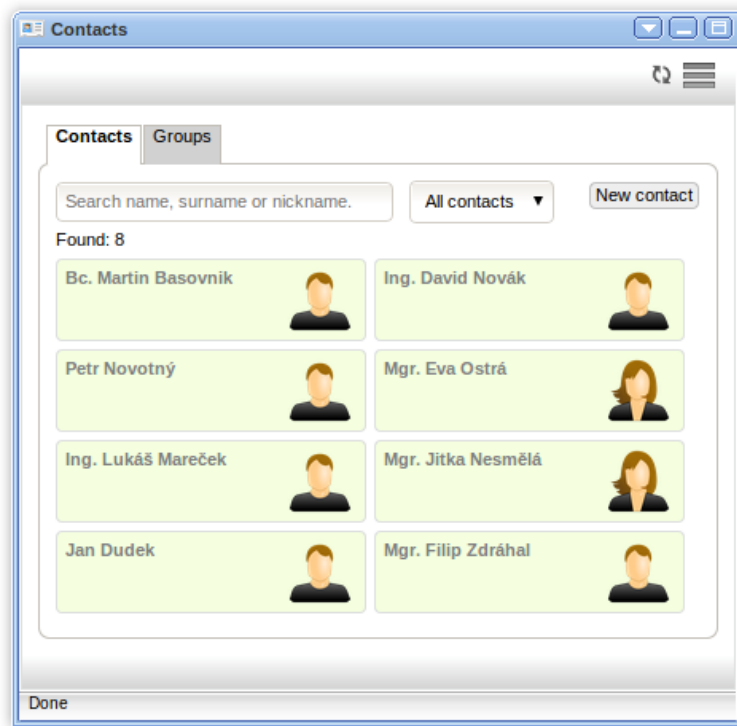 Contacts
Contacts Groups
Search name, surname or nickname. All contacts ▼ New contact
Found: 8
Bc. Martin Basovnik Ing. David Novák
Petr Novotný Mgr. Eva Ostrá
Ing. Lukáš Mareček Mgr. Jitka Nesmělá
Jan Dudek Mgr. Filip Zdráhal
Done